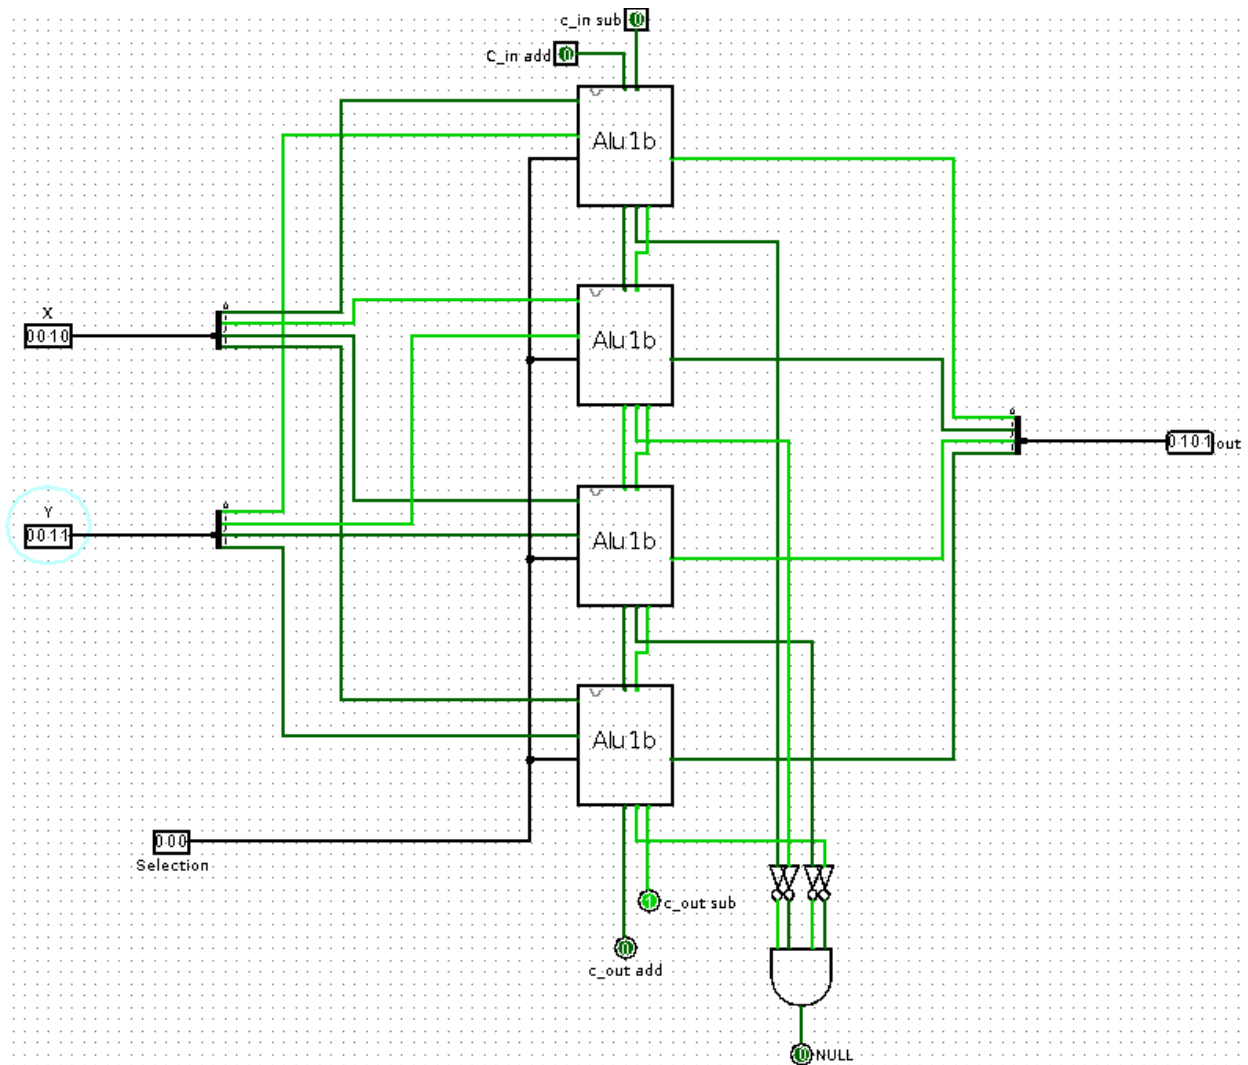 c_in sub 0
C_in add 0
Alu1b
X
0010
Alu1b
0101 out
Y
0011
Alu1b
Alu1b
000
Selection
1 c_out sub
0
c_out add
0 NULL